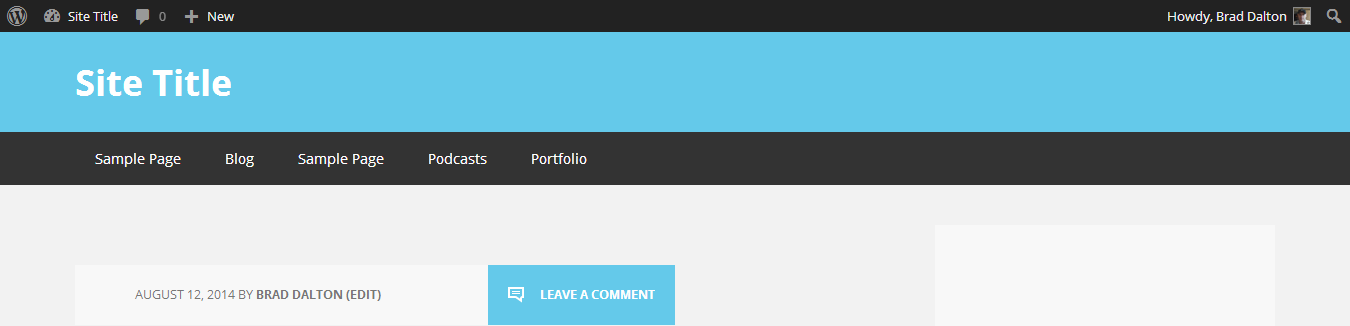 Site Title 0 New Howdy, Brad Dalton
Site Title
Sample Page Blog Sample Page Podcasts Portfolio
AUGUST 12, 2014 BY BRAD DALTON (EDIT) LEAVE A COMMENT